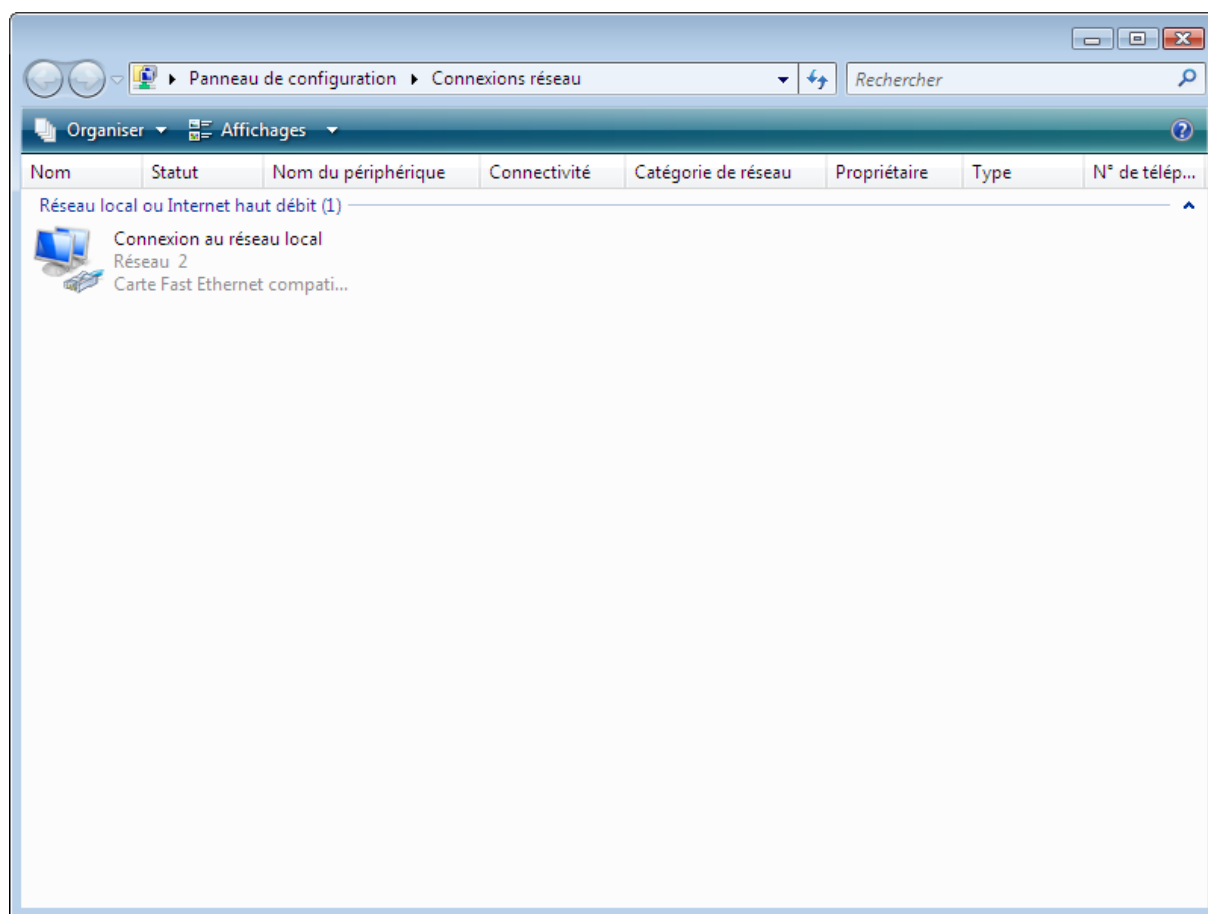 Panneau de configuration Connexions réseau Rechercher
Organiser Affichages
Nom Statut Nom du périphérique Connectivité Catégorie de réseau Propriétaire Type N° de télép...
Réseau local ou Internet haut débit (1)
Connexion au réseau local
Réseau 2
Carte Fast Ethernet compati...